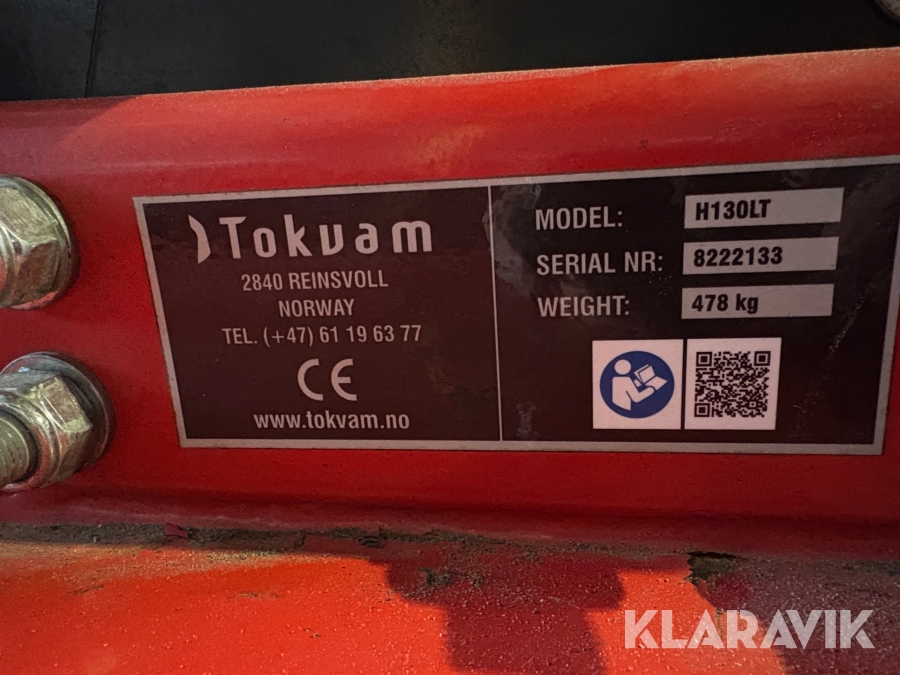 Tokvam
2840 REINSVOLL
NORWAY
TEL. (+47) 61 19 63 77
CE
www.tokvam.no
MODEL: H130LT
SERIAL NR: 8222133
WEIGHT: 478 kg
KLARAVIK